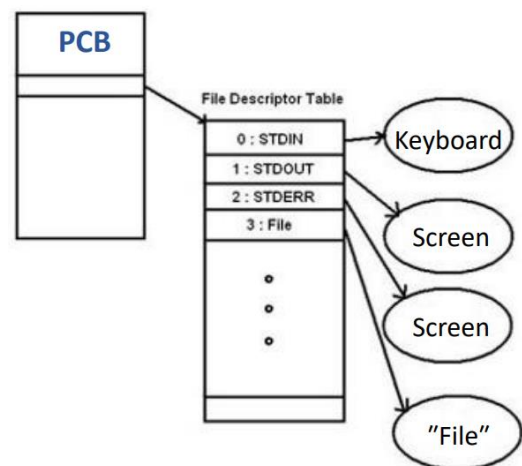 PCB
File Descriptor Table
0 : STDIN
1 : STDOUT
2 : STDERR
3 : File
Keyboard
Screen
Screen
”File”